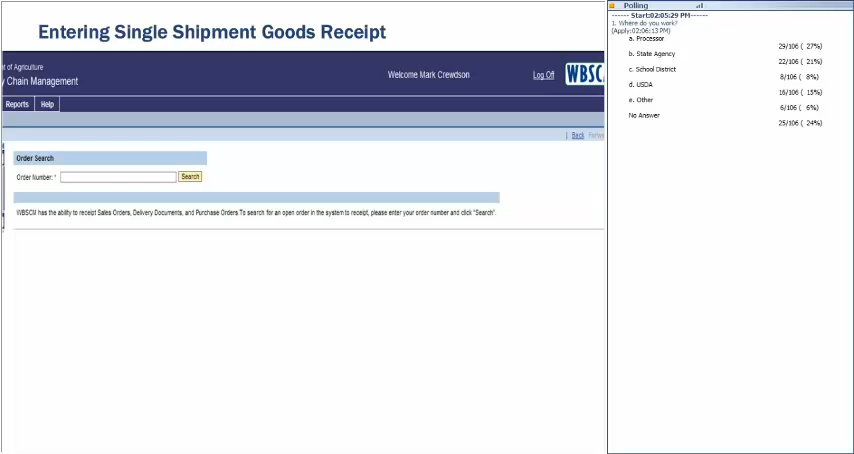 Entering Single Shipment Goods Receipt
nt of Agriculture
y Chain Management
Welcome Mark Crewdson
Log Off
WBSC
Reports Help
| Back Forwa
Order Search
Order Number: * Search
WBSCM has the ability to receipt Sales Orders, Delivery Documents, and Purchase Orders.To search for an open order in the system to receipt, please enter your order number and click "Search".
Polling
------ Start:02:05:29 PM------
1. Where do you work?
(Apply:02:06:13 PM)
a. Processor
29/106 ( 27%)
b. State Agency
22/106 ( 21%)
c. School District
8/106 ( 8%)
d. USDA
16/106 ( 15%)
e. Other
6/106 ( 6%)
No Answer
25/106 ( 24%)